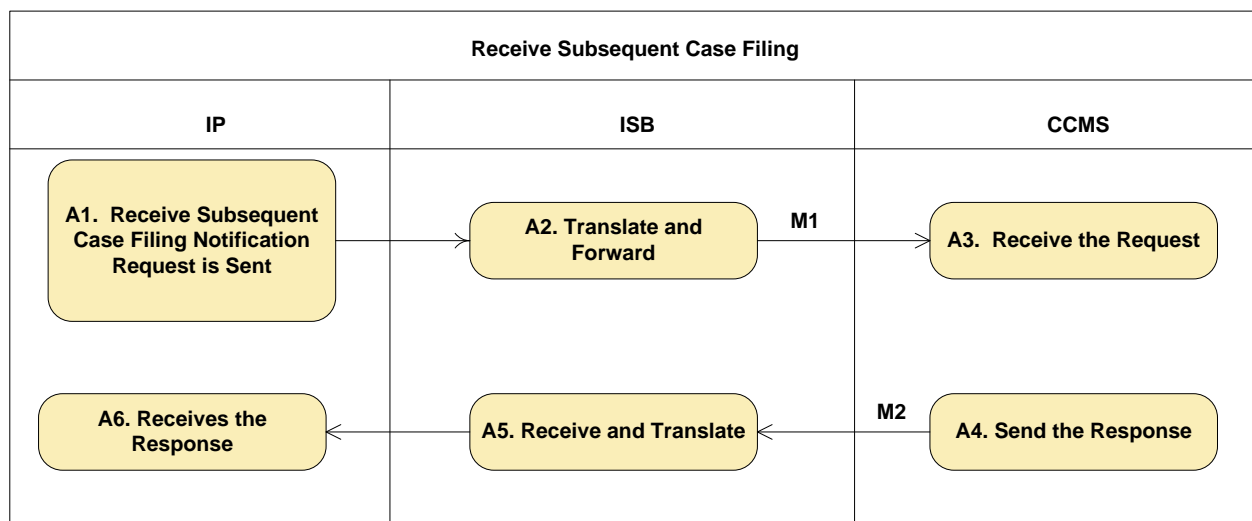 Receive Subsequent Case Filing
IP
ISB
CCMS
A1. Receive Subsequent
Case Filing Notification
Request is Sent
A2. Translate and
Forward
M1
A3. Receive the Request
A6. Receives the
Response
A5. Receive and Translate
M2
A4. Send the Response